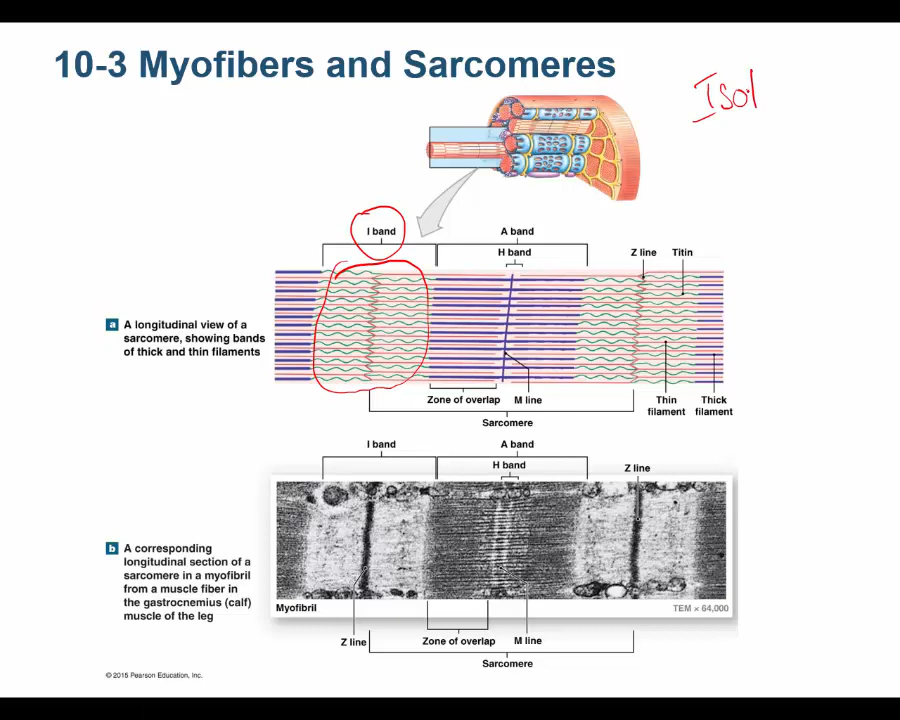 10-3 Myofibers and Sarcomeres
Isot
I band
A band
H band
Z line
Titin
a A longitudinal view of a
sarcomere, showing bands
of thick and thin filaments
Zone of overlap
M line
Thin
filament
Thick
filament
Sarcomere
I band
A band
H band
Z line
b A corresponding
longitudinal section of a
sarcomere in a myofibril
from a muscle fiber in
the gastrocnemius (calf)
muscle of the leg
Myofibril
TEM × 64,000
Z line
Zone of overlap
M line
Sarcomere
© 2015 Pearson Education, Inc.